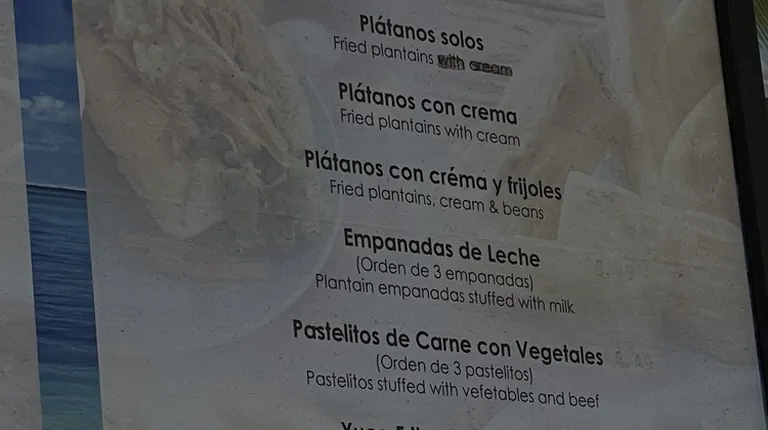 Plátanos solos
Fried plantains with cream
Plátanos con crema
Fried plantains with cream
Plátanos con créma y frijoles
Fried plantains, cream & beans
Empanadas de Leche
(Orden de 3 empanadas)
Plantain empanadas stuffed with milk
Pastelitos de Carne con Vegetales
(Orden de 3 pastelitos)
Pastelitos stuffed with vefetables and beef